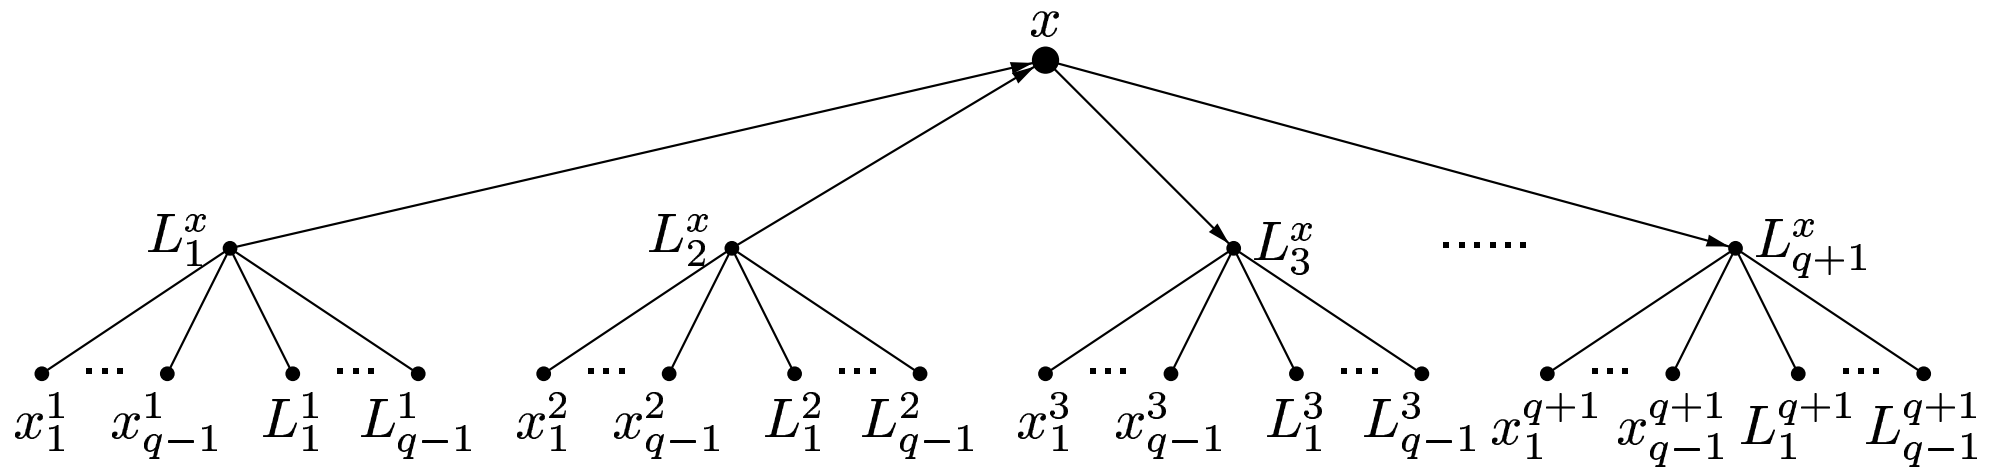 x
L_1^x L_2^x L_3^x ...... L_{q+1}^x
... ... ... ... ... ... ... ...
x_1^1 x_{q-1}^1 L_1^1 L_{q-1}^1 x_1^2 x_{q-1}^2 L_1^2 L_{q-1}^2 x_1^3 x_{q-1}^3 L_1^3 L_{q-1}^3 x_1^{q+1} x_{q-1}^{q+1} L_1^{q+1} L_{q-1}^{q+1}